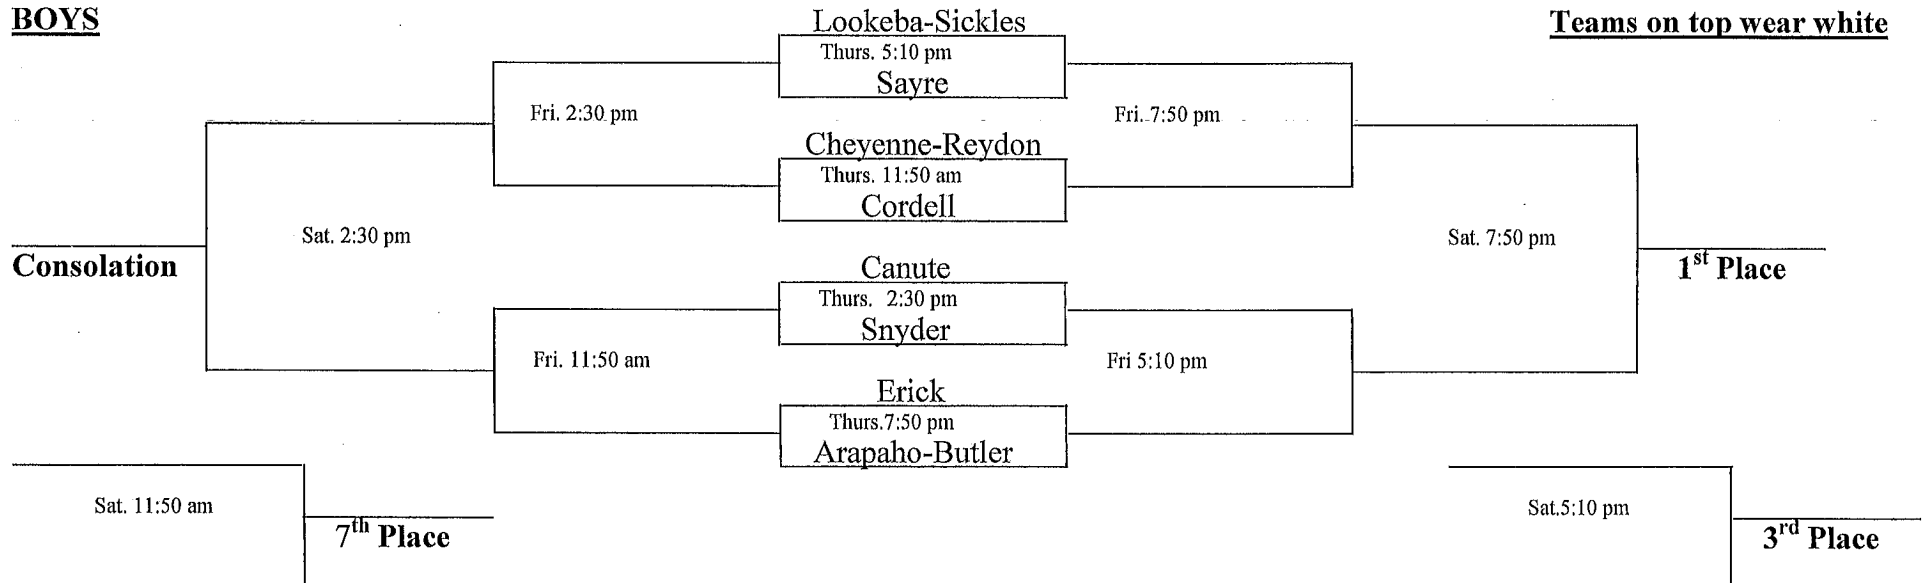 BOYS
Teams on top wear white
Lookeba-Sickles
Thurs. 5:10 pm
Sayre
Fri. 2:30 pm
Fri. 7:50 pm
Cheyenne-Reydon
Thurs. 11:50 am
Cordell
Sat. 2:30 pm
Sat. 7:50 pm
Consolation
1st Place
Canute
Thurs. 2:30 pm
Snyder
Fri. 11:50 am
Fri 5:10 pm
Erick
Thurs.7:50 pm
Arapaho-Butler
Sat. 11:50 am
7th Place
Sat.5:10 pm
3rd Place